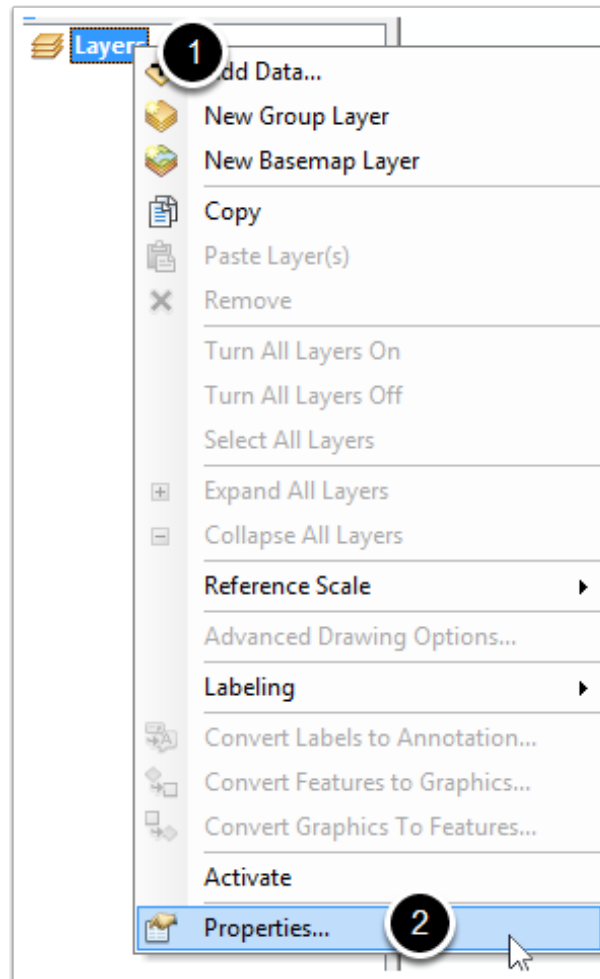 Layers
1
Add Data...
New Group Layer
New Basemap Layer
Copy
Paste Layer(s)
Remove
Turn All Layers On
Turn All Layers Off
Select All Layers
Expand All Layers
Collapse All Layers
Reference Scale
Advanced Drawing Options...
Labeling
Convert Labels to Annotation...
Convert Features to Graphics...
Convert Graphics To Features...
Activate
Properties...
2